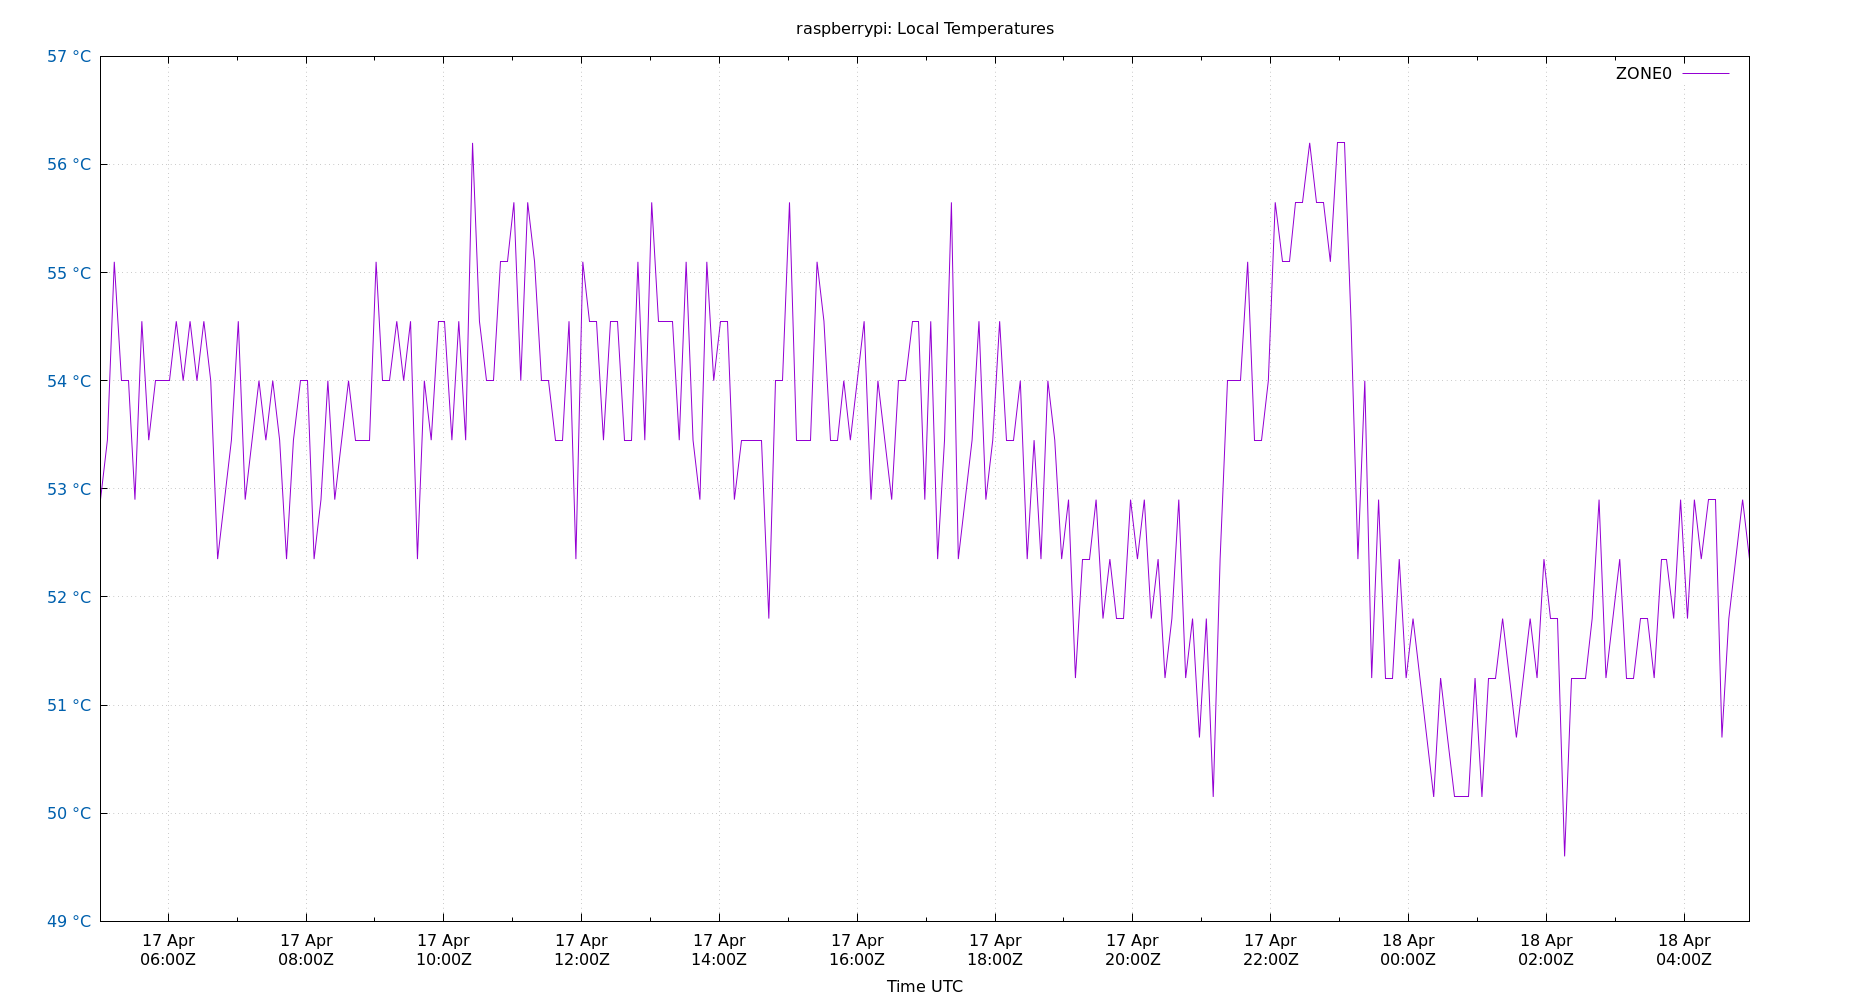 raspberrypi: Local Temperatures
57 °C
ZONE0
56 °C
55 °C
54 °C
53 °C
52 °C
51 °C
50 °C
49 °C
17 Apr 17 Apr 17 Apr 17 Apr 17 Apr 17 Apr 17 Apr 17 Apr 17 Apr 18 Apr 18 Apr 18 Apr
06:00Z 08:00Z 10:00Z 12:00Z 14:00Z 16:00Z 18:00Z 20:00Z 22:00Z 00:00Z 02:00Z 04:00Z
Time UTC